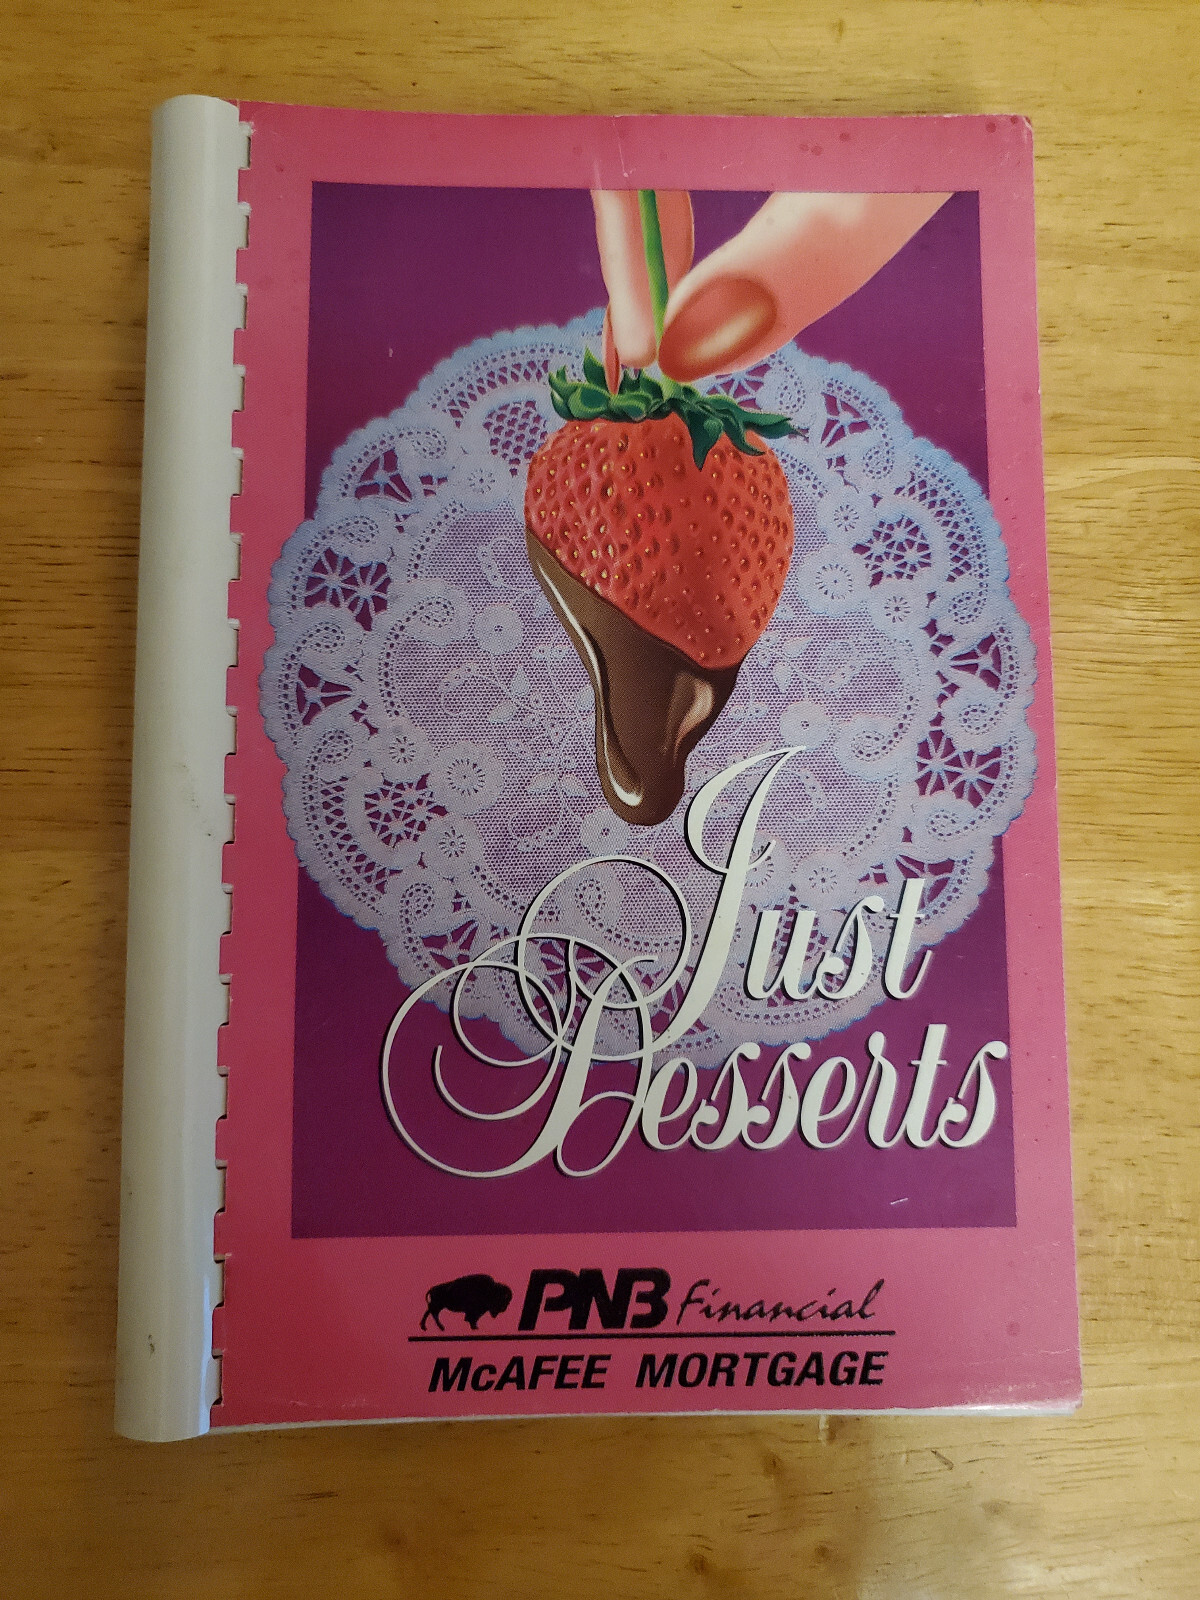 Just
Desserts
PNB Financial
McAFEE MORTGAGE